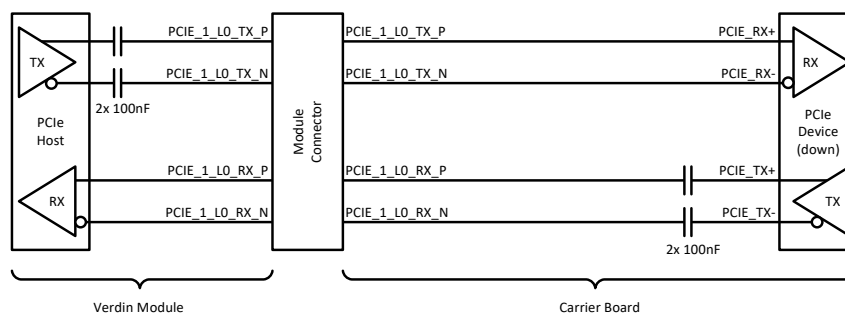 PCIE_1_L0_TX_P
PCIE_1_L0_TX_P
PCIE_RX+
TX
RX
PCIE_1_L0_TX_N
PCIE_1_L0_TX_N
PCIE_RX-
2x 100nF
PCIe
Host
Module
Connector
PCIe
Device
(down)
PCIE_1_L0_RX_P
PCIE_1_L0_RX_P
PCIE_TX+
RX
TX
PCIE_1_L0_RX_N
PCIE_1_L0_RX_N
PCIE_TX-
2x 100nF
Verdin Module
Carrier Board